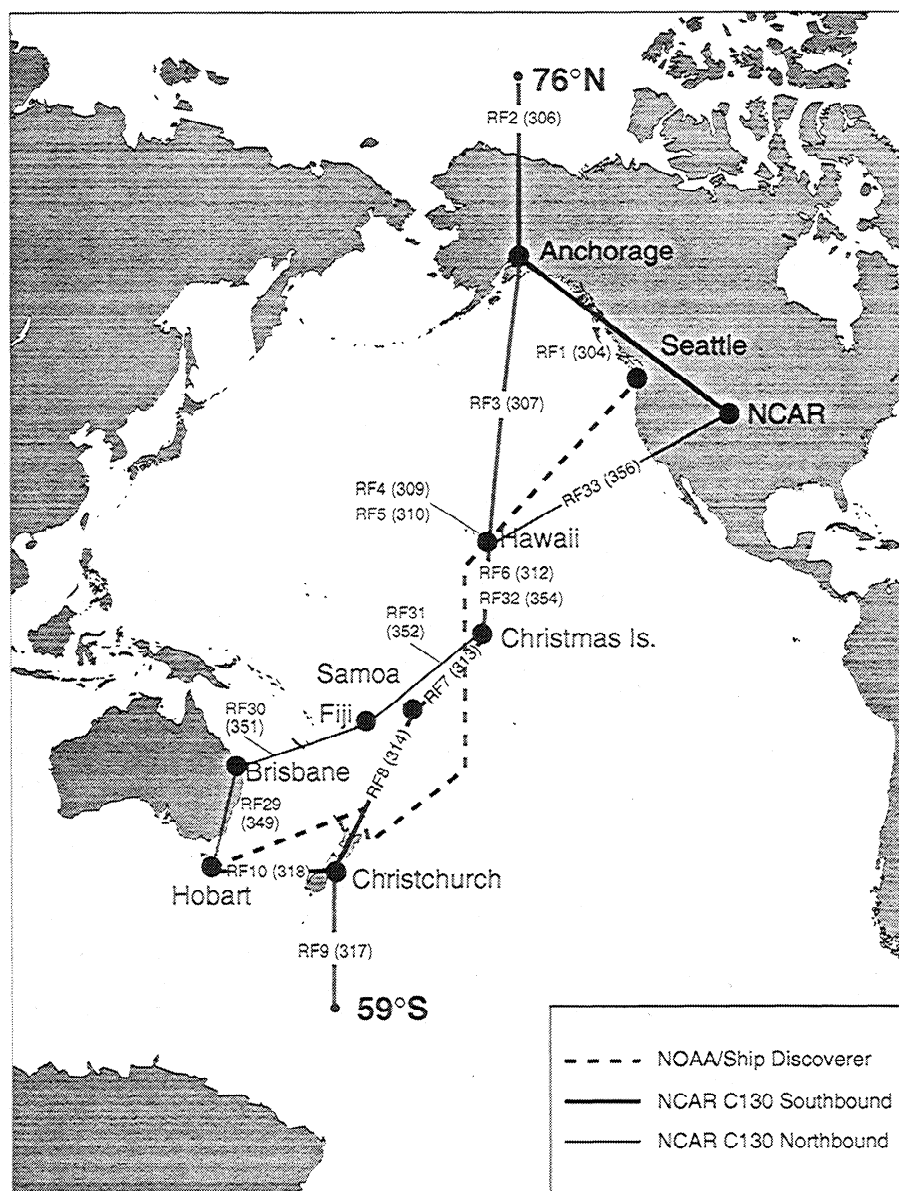 76°N
RF2 (306)
Anchorage
Seattle
RF1 (304)
RF3 (307)
NCAR
RF33 (356)
RF4 (309)
RF5 (310)
Hawaii
RF6 (312)
RF32 (354)
RF31
(352)
Christmas Is.
RF7 (313)
Samoa
Fiji
RF30
(351)
RF8 (314)
Brisbane
RF29
(349)
RF10 (318)
Hobart
Christchurch
RF9 (317)
59°S
NOAA/Ship Discoverer
NCAR C130 Southbound
NCAR C130 Northbound